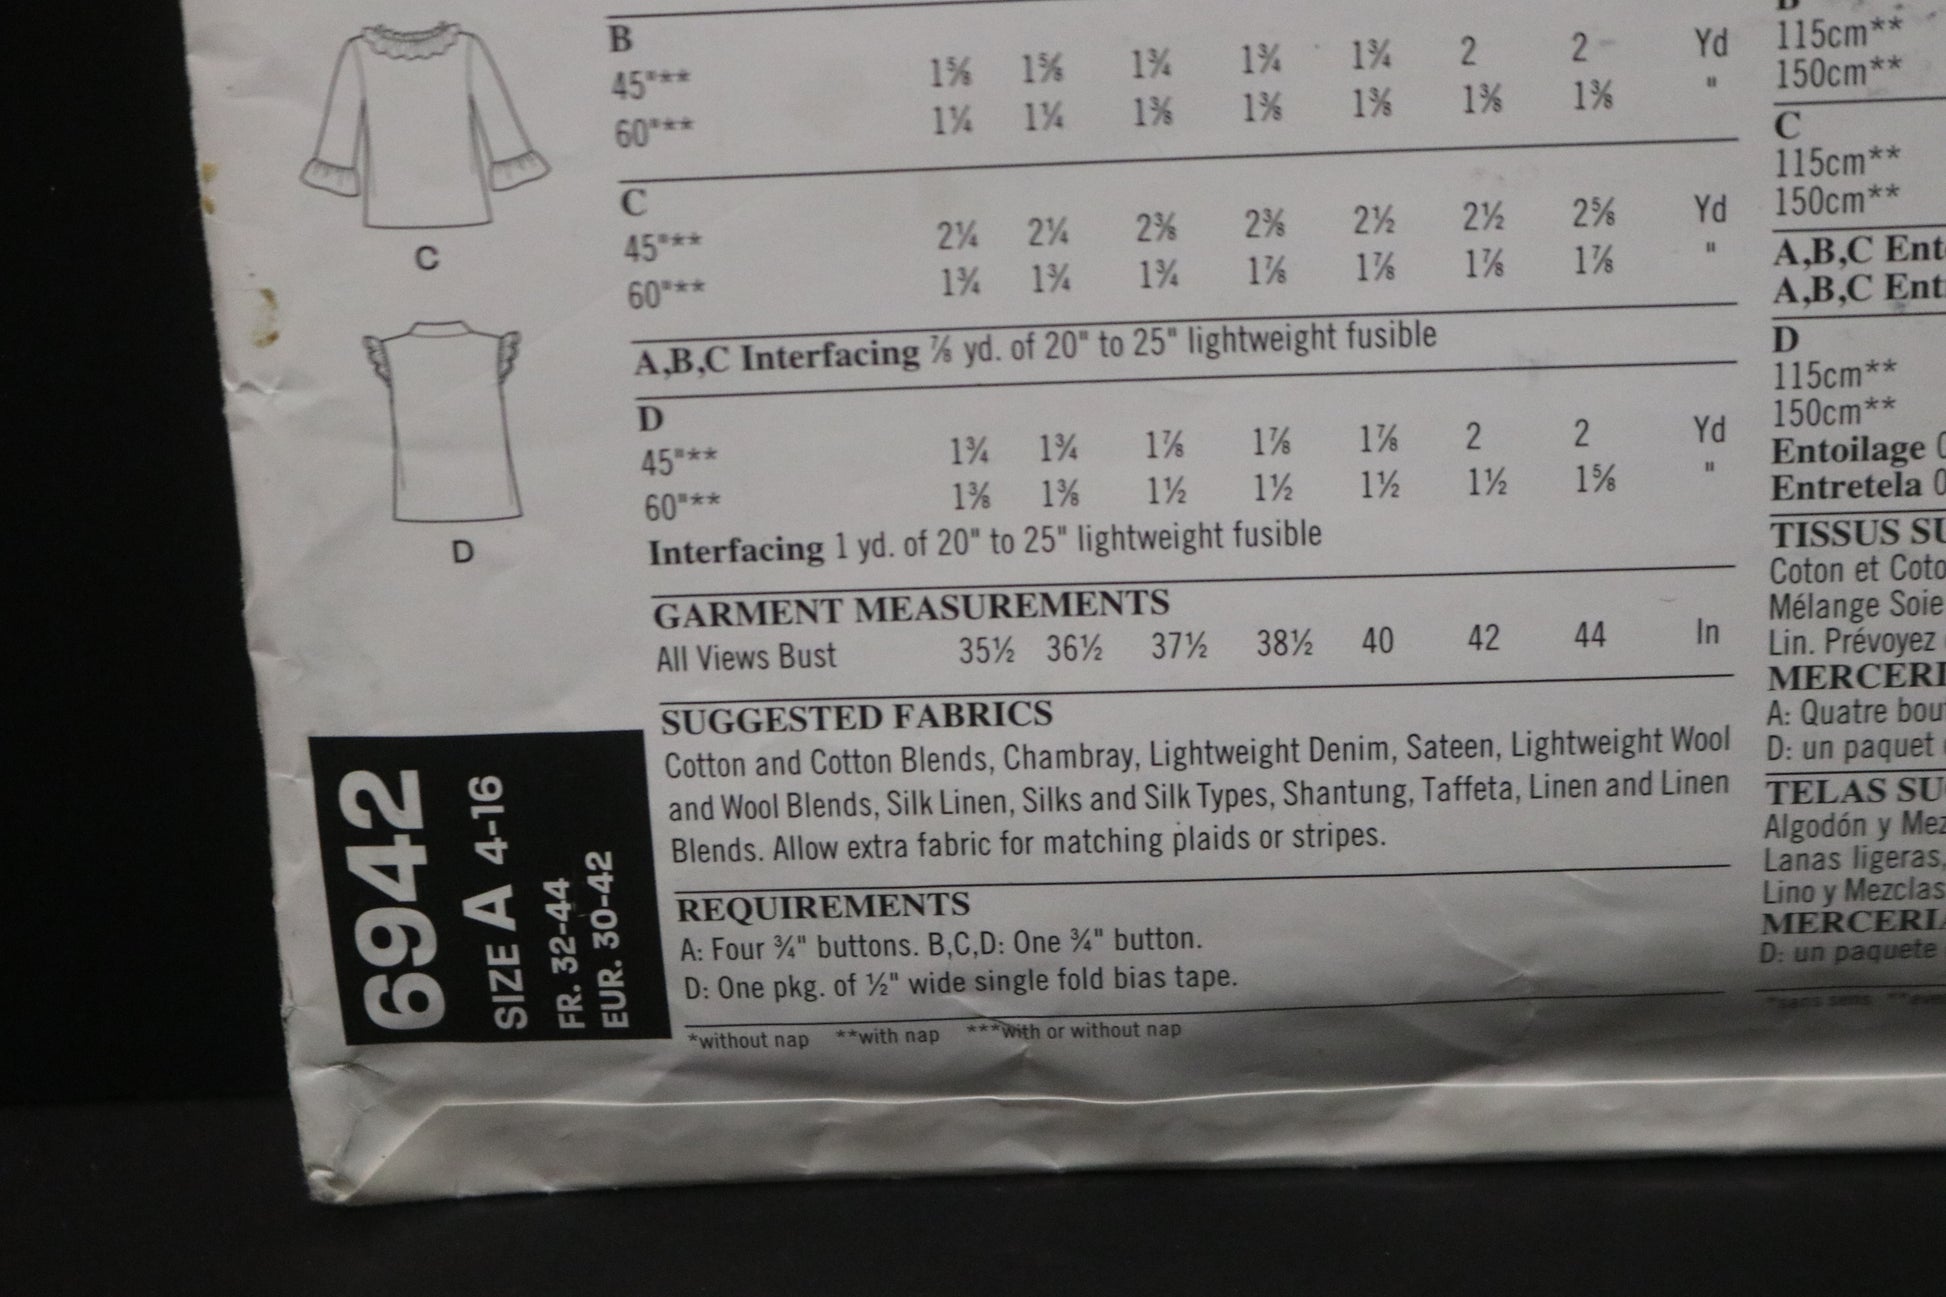 B
45"** 1⅝ 1⅝ 1¾ 1¾ 1¾ 2 2 Yd
60"** 1¼ 1¼ 1⅜ 1⅜ 1⅜ 1⅜ 1⅜ "
C
45"** 2¼ 2¼ 2⅜ 2⅜ 2½ 2½ 2⅝ Yd
60"** 1¾ 1¾ 1¾ 1⅞ 1⅞ 1⅞ 1⅞ "
A,B,C Interfacing ⅞ yd. of 20" to 25" lightweight fusible
D
45"** 1¾ 1¾ 1⅞ 1⅞ 1⅞ 2 2 Yd
60"** 1⅜ 1⅜ 1½ 1½ 1½ 1½ 1⅝ "
Interfacing 1 yd. of 20" to 25" lightweight fusible
GARMENT MEASUREMENTS
All Views Bust 35½ 36½ 37½ 38½ 40 42 44 In
SUGGESTED FABRICS
Cotton and Cotton Blends, Chambray, Lightweight Denim, Sateen, Lightweight Wool
and Wool Blends, Silk Linen, Silks and Silk Types, Shantung, Taffeta, Linen and Linen
Blends. Allow extra fabric for matching plaids or stripes.
REQUIREMENTS
A: Four ¾" buttons. B,C,D: One ¾" button.
D: One pkg. of ½" wide single fold bias tape.
*without nap **with nap ***with or without nap
C
D
6942
SIZE A 4-16
FR. 32-44
EUR. 30-42
115cm**
150cm**
C
115cm**
150cm**
A,B,C
A,B,C
D
115cm**
150cm**
Entoilage
Entretela
TISSUS
Coton et
Mélange Soie
Lin. Prévoyez
A: Quatre
D: un paquet
TELAS
Algodón y
Lanas ligeras,
Lino y Mezclas
D: un paquete
*sans sens